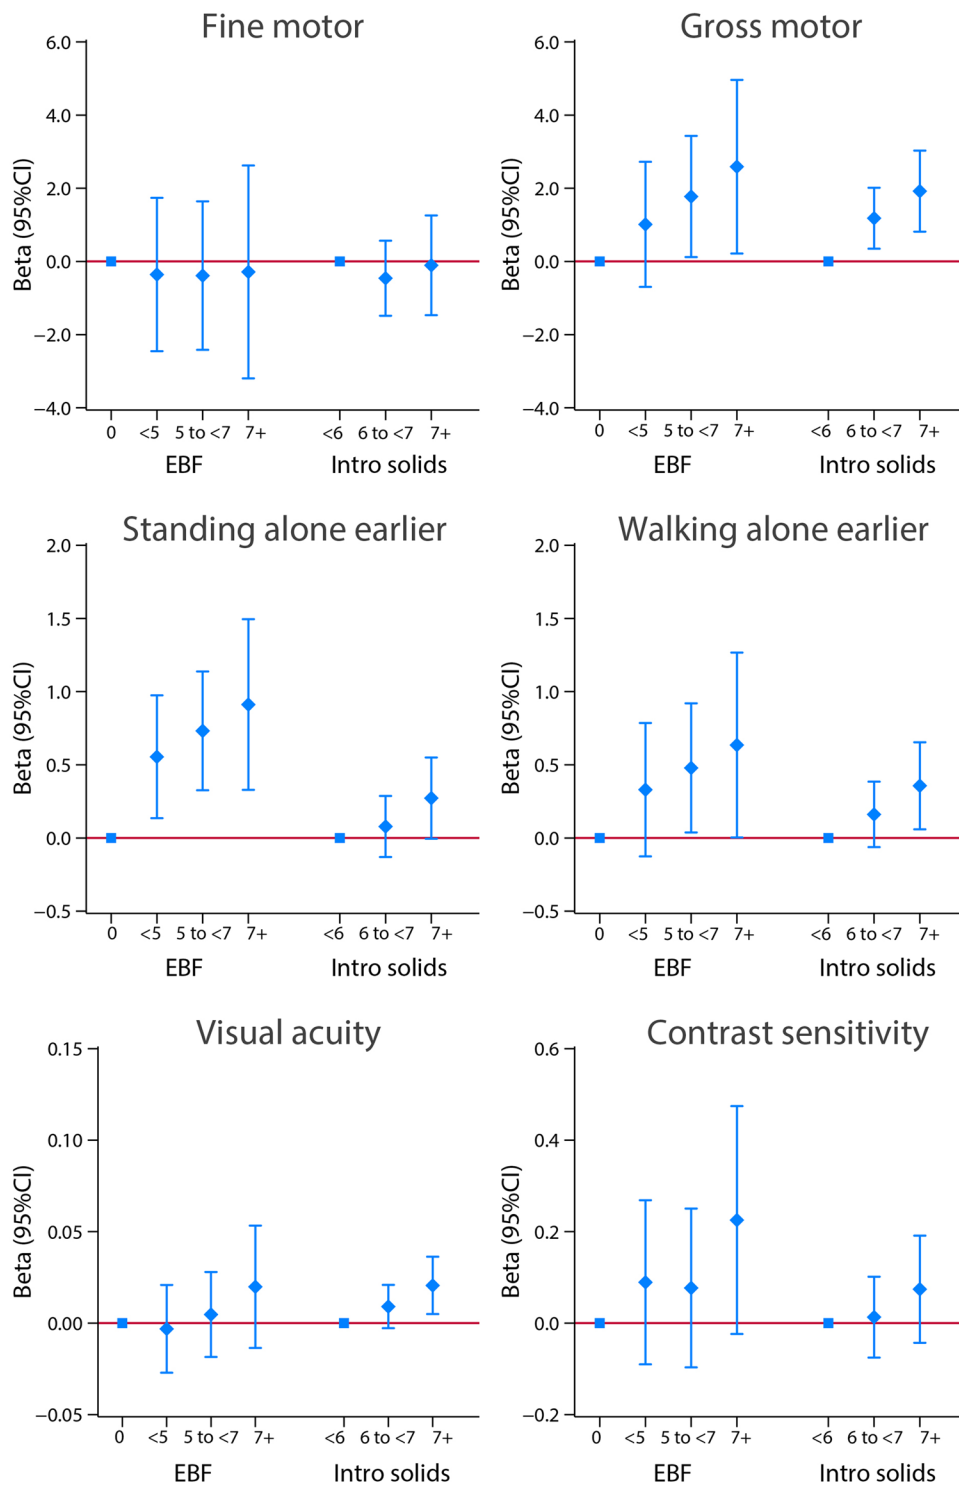 Fine motor
6.0
4.0
2.0
0.0
−2.0
−4.0
Beta (95%CI)
0 <5 5 to <7 7+ <6 6 to <7 7+
EBF Intro solids
Gross motor
6.0
4.0
2.0
0.0
−2.0
−4.0
Beta (95%CI)
0 <5 5 to <7 7+ <6 6 to <7 7+
EBF Intro solids
Standing alone earlier
2.0
1.5
1.0
0.5
0.0
−0.5
Beta (95%CI)
0 <5 5 to <7 7+ <6 6 to <7 7+
EBF Intro solids
Walking alone earlier
2.0
1.5
1.0
0.5
0.0
−0.5
Beta (95%CI)
0 <5 5 to <7 7+ <6 6 to <7 7+
EBF Intro solids
Visual acuity
0.15
0.10
0.05
0.00
−0.05
Beta (95%CI)
0 <5 5 to <7 7+ <6 6 to <7 7+
EBF Intro solids
Contrast sensitivity
0.6
0.4
0.2
0.0
−0.2
Beta (95%CI)
0 <5 5 to <7 7+ <6 6 to <7 7+
EBF Intro solids